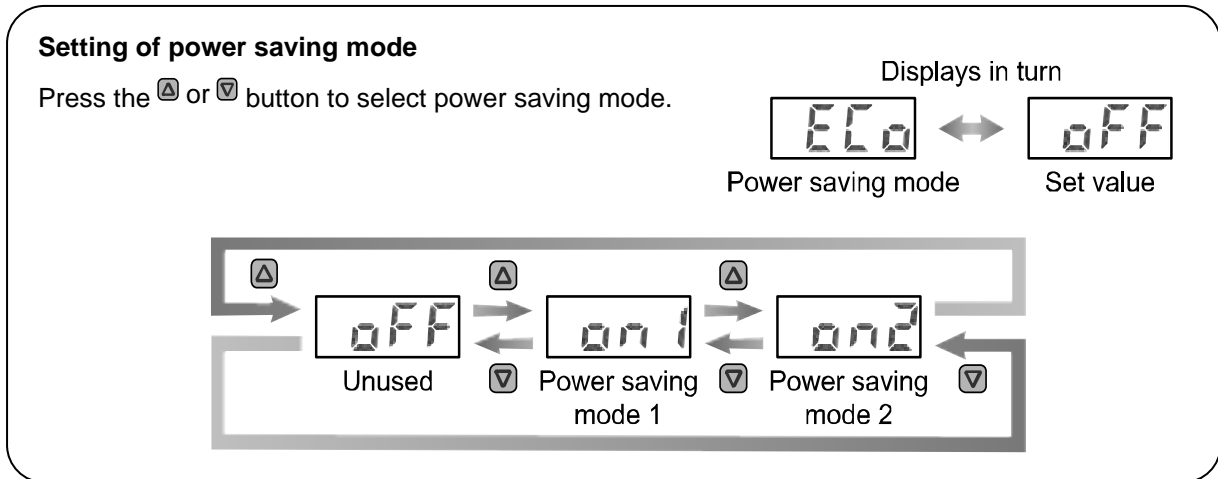 Setting of power saving mode
Press the △ or ▽ button to select power saving mode.
Displays in turn
ECo oFF
Power saving mode Set value
△ △ △
oFF on1 on2
▽ ▽ ▽
Unused Power saving mode 1 Power saving mode 2